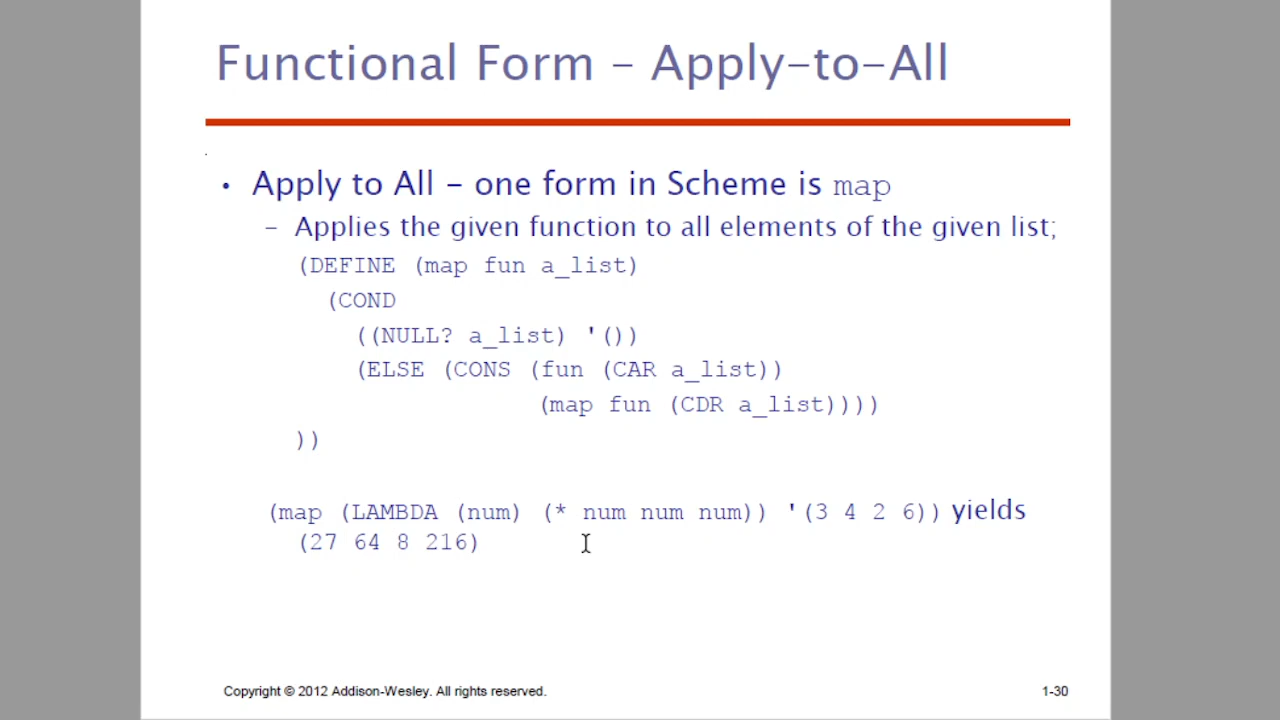 Functional Form – Apply-to-All
• Apply to All – one form in Scheme is map
– Applies the given function to all elements of the given list;
(DEFINE (map fun a_list)
(COND
((NULL? a_list) '())
(ELSE (CONS (fun (CAR a_list))
(map fun (CDR a_list))))
))
(map (LAMBDA (num) (* num num num)) '(3 4 2 6)) yields
(27 64 8 216)
Copyright © 2012 Addison-Wesley. All rights reserved.
1-30